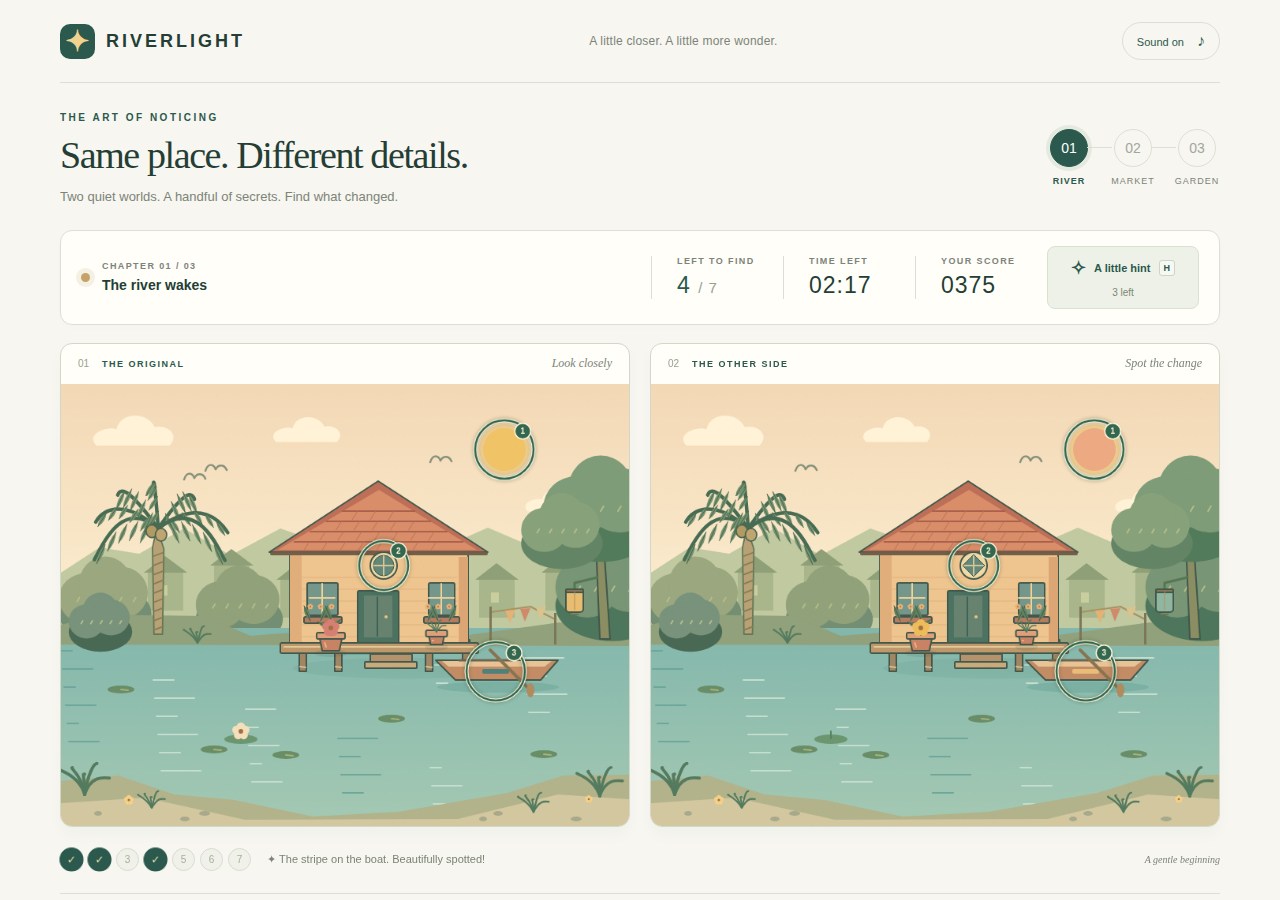 RIVERLIGHT
A little closer. A little more wonder.
Sound on ♪
THE ART OF NOTICING
Same place. Different details.
Two quiet worlds. A handful of secrets. Find what changed.
01 02 03
RIVER MARKET GARDEN
CHAPTER 01 / 03
The river wakes
LEFT TO FIND
4 / 7
TIME LEFT
02:17
YOUR SCORE
0375
A little hint H
3 left
01 THE ORIGINAL Look closely
1
2
3
02 THE OTHER SIDE Spot the change
1
2
3
✓ ✓ 3 ✓ 5 6 7 ✦ The stripe on the boat. Beautifully spotted!
A gentle beginning